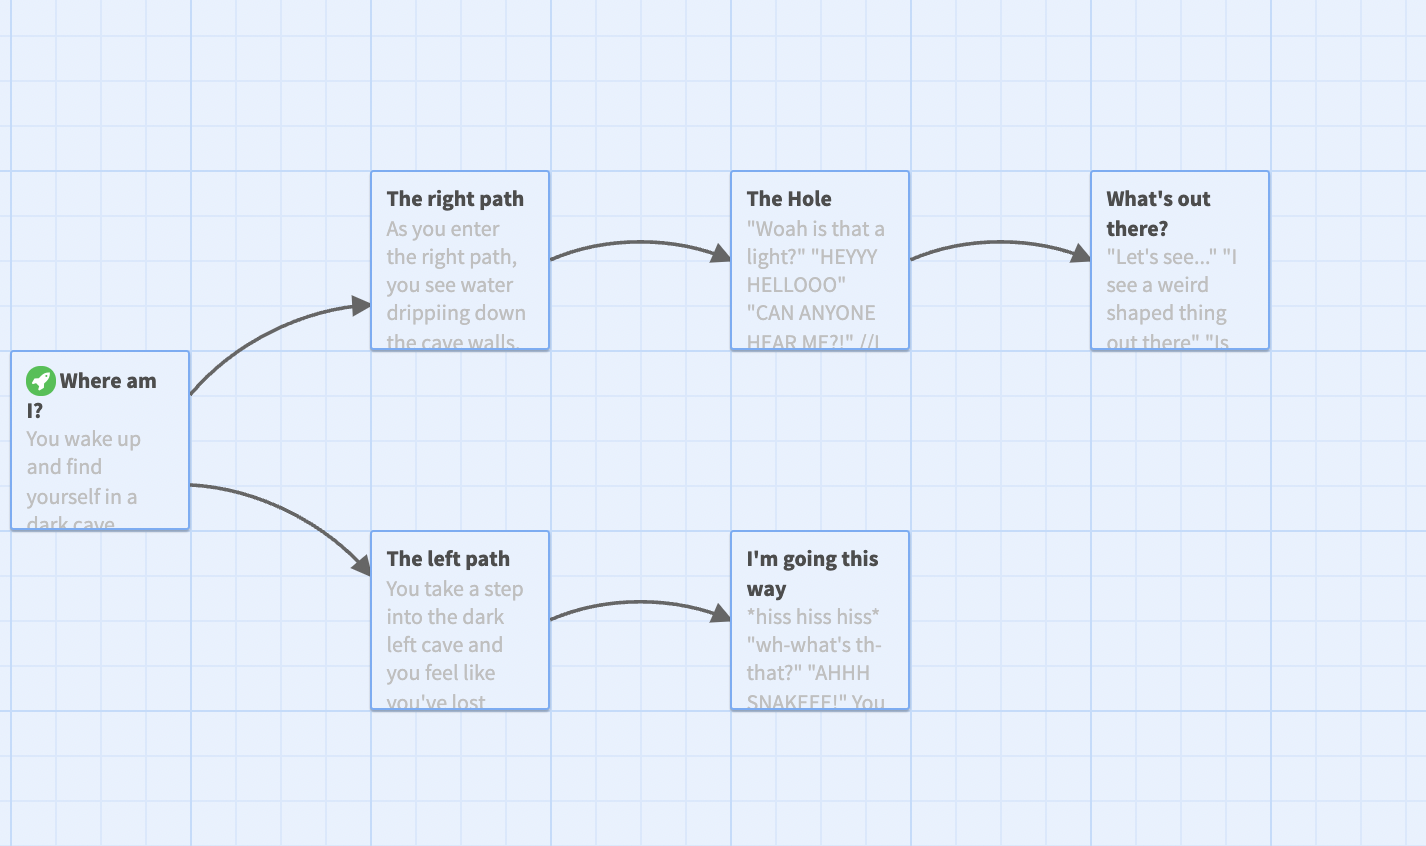 The right path
As you enter
the right path,
you see water
drippiing down
the cave walls.
The Hole
"Woah is that a
light?" "HEYYY
HELLOOO"
"CAN ANYONE
HEAR ME?!" //I
What's out
there?
"Let's see..." "I
see a weird
shaped thing
out there" "Is
Where am
I?
You wake up
and find
yourself in a
dark cave
The left path
You take a step
into the dark
left cave and
you feel like
you've lost
I'm going this
way
*hiss hiss hiss*
"wh-what's th-
that?" "AHHH
SNAKEEE!" You